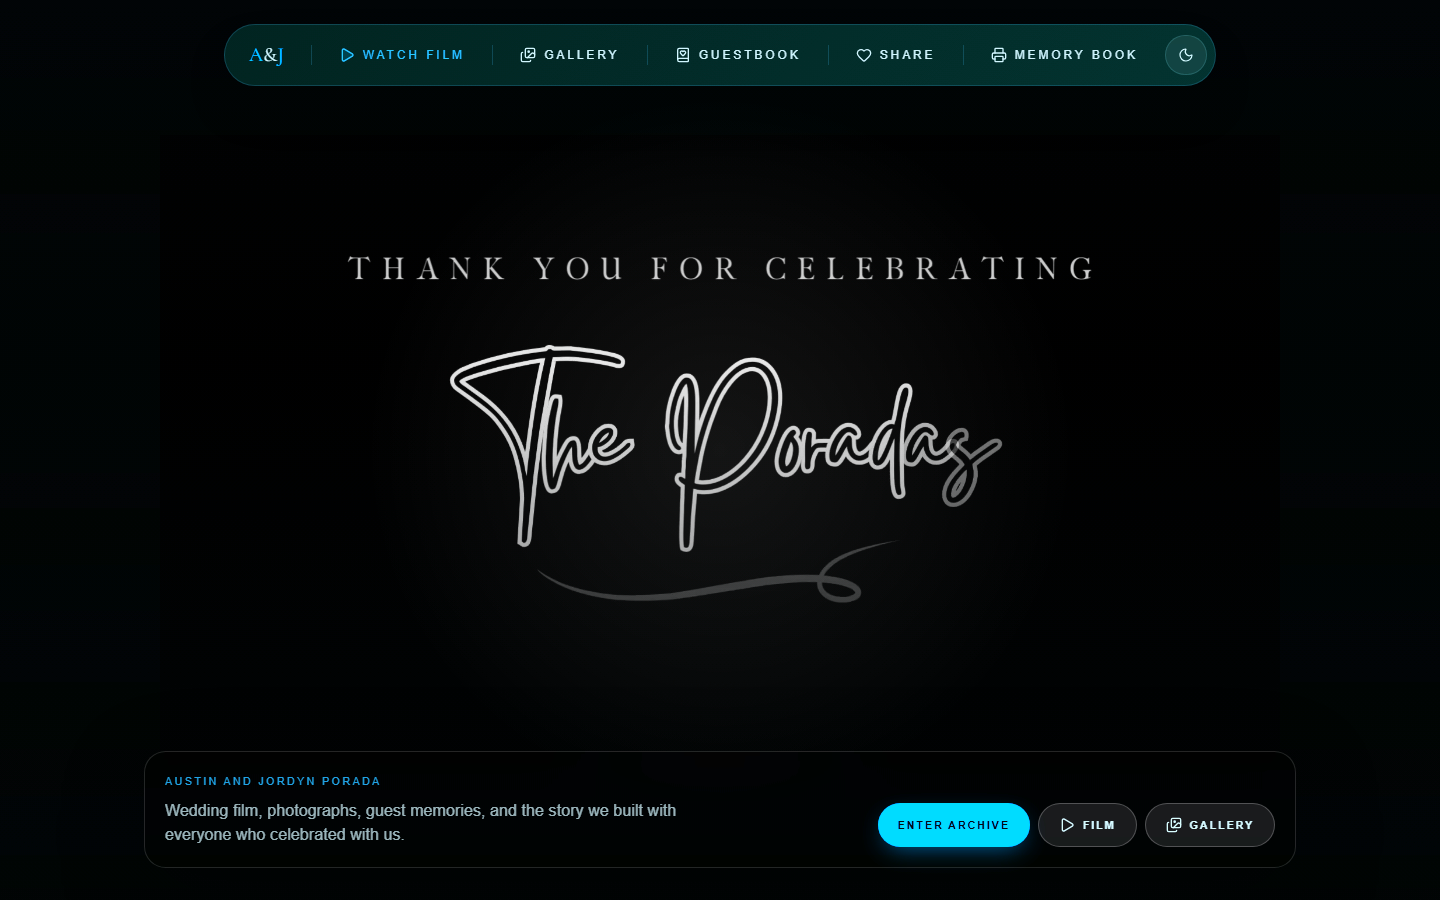 A&J
WATCH FILM
GALLERY
GUESTBOOK
SHARE
MEMORY BOOK
THANK YOU FOR CELEBRATING
The Poradas
AUSTIN AND JORDYN PORADA
Wedding film, photographs, guest memories, and the story we built with
everyone who celebrated with us.
ENTER ARCHIVE
FILM
GALLERY